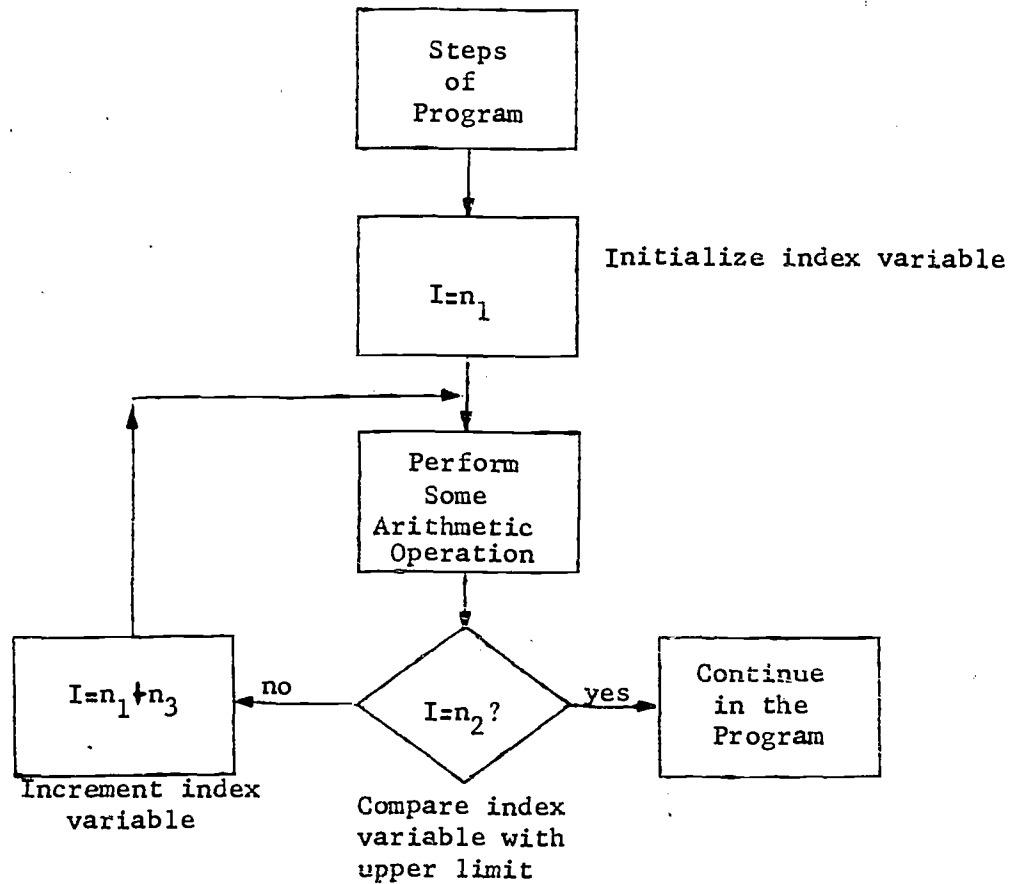 Steps
of
Program
I=n₁
Initialize index variable
Perform
Some
Arithmetic
Operation
I=n₁+n₃
no
I=n₂?
yes
Continue
in the
Program
Increment index
variable
Compare index
variable with
upper limit